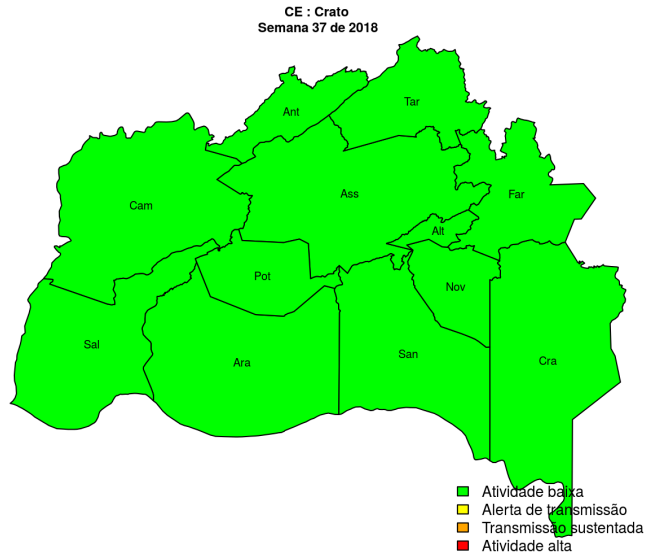 CE : Crato
Semana 37 de 2018
Tar
Ant
Ass
Far
Cam
Alt
Pot
Nov
Sal
San
Ara
Cra
Atividade baixa
Alerta de transmissão
Transmissão sustentada
Atividade alta